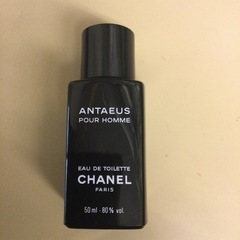 ANTAEUS
POUR HOMME
EAU DE TOILETTE
CHANEL
PARIS
50 ml - 80% vol.